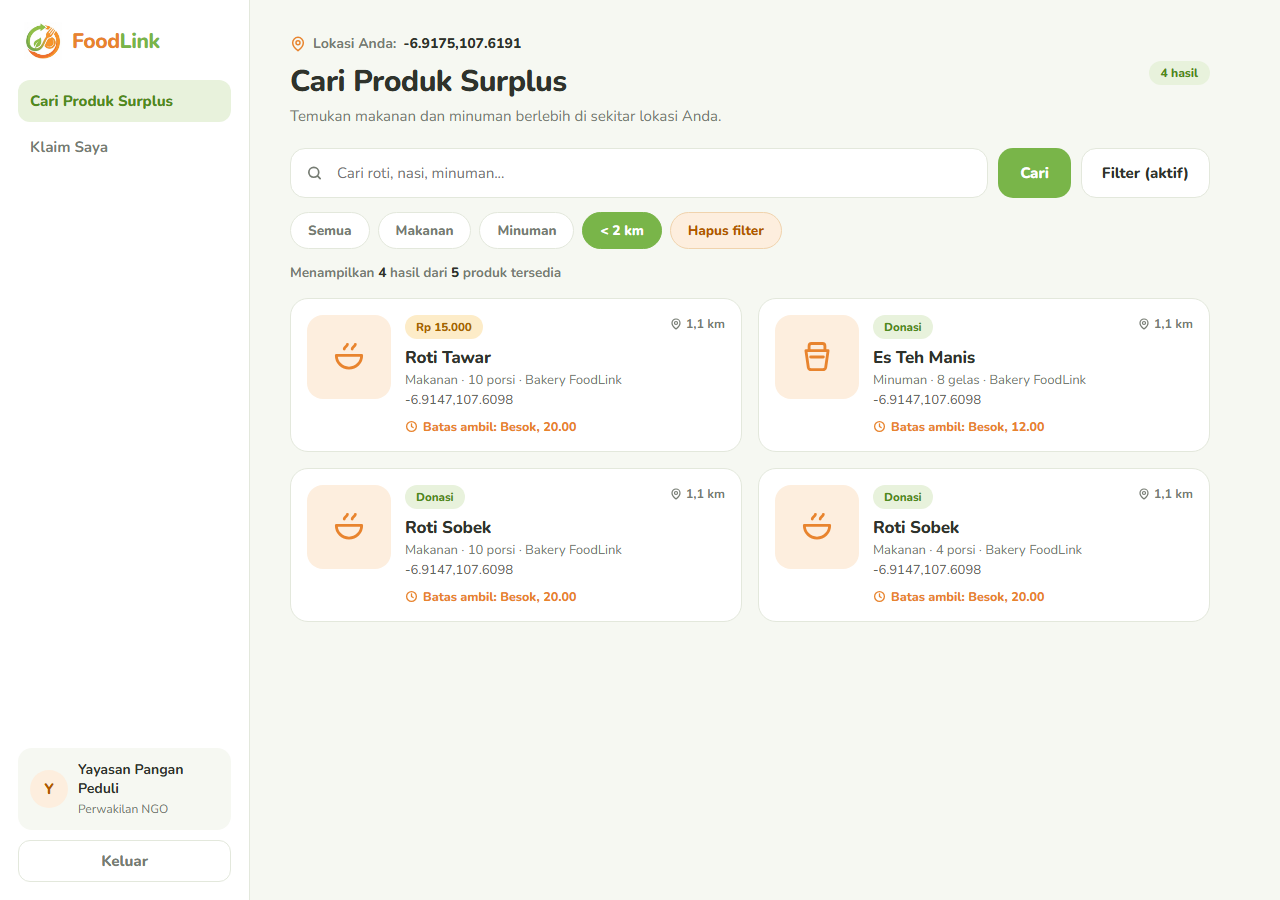 FoodLink
Cari Produk Surplus
Klaim Saya
Yayasan Pangan
Peduli
Y
Perwakilan NGO
Keluar
Lokasi Anda: -6.9175,107.6191
Cari Produk Surplus
4 hasil
Temukan makanan dan minuman berlebih di sekitar lokasi Anda.
Cari roti, nasi, minuman...
Cari
Filter (aktif)
Semua
Makanan
Minuman
< 2 km
Hapus filter
Menampilkan 4 hasil dari 5 produk tersedia
Rp 15.000
1,1 km
Roti Tawar
Makanan · 10 porsi · Bakery FoodLink
-6.9147,107.6098
Batas ambil: Besok, 20.00
Donasi
1,1 km
Es Teh Manis
Minuman · 8 gelas · Bakery FoodLink
-6.9147,107.6098
Batas ambil: Besok, 12.00
Donasi
1,1 km
Roti Sobek
Makanan · 10 porsi · Bakery FoodLink
-6.9147,107.6098
Batas ambil: Besok, 20.00
Donasi
1,1 km
Roti Sobek
Makanan · 4 porsi · Bakery FoodLink
-6.9147,107.6098
Batas ambil: Besok, 20.00